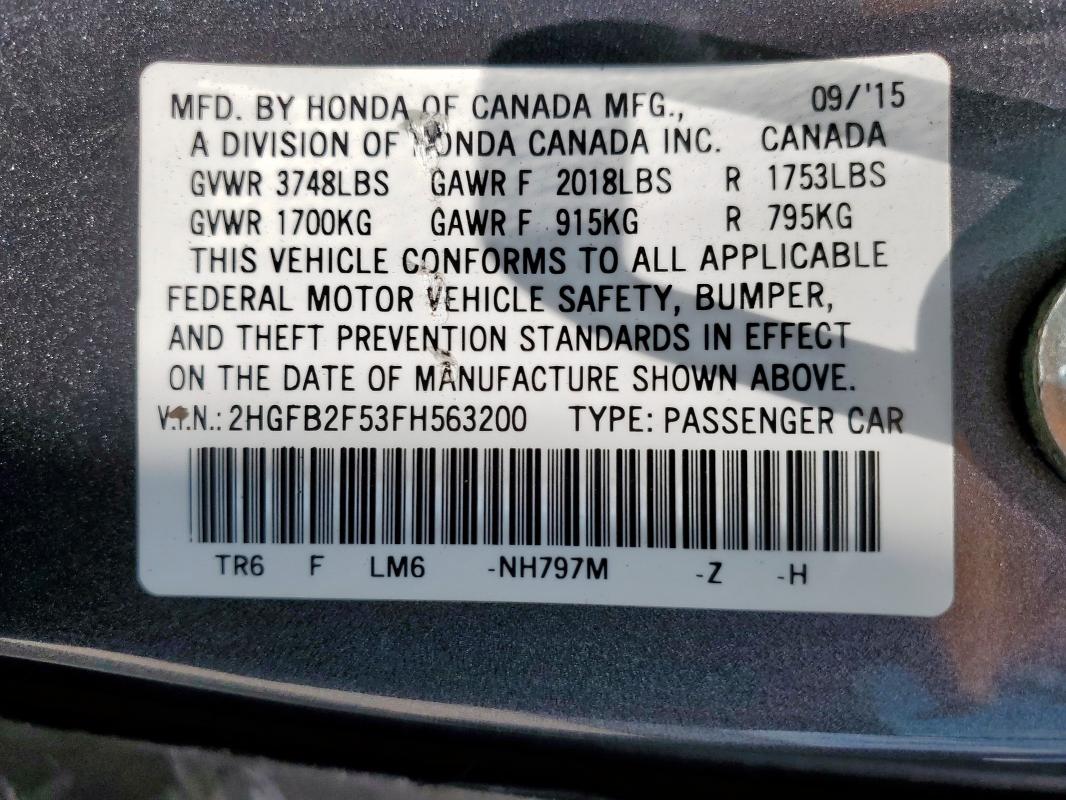 MFD. BY HONDA OF CANADA MFG., 09/'15
A DIVISION OF HONDA CANADA INC. CANADA
GVWR 3748LBS GAWR F 2018LBS R 1753LBS
GVWR 1700KG GAWR F 915KG R 795KG
THIS VEHICLE CONFORMS TO ALL APPLICABLE
FEDERAL MOTOR VEHICLE SAFETY, BUMPER,
AND THEFT PREVENTION STANDARDS IN EFFECT
ON THE DATE OF MANUFACTURE SHOWN ABOVE.
V.I.N.: 2HGFB2F53FH563200 TYPE: PASSENGER CAR
TR6 F LM6 -NH797M -Z -H